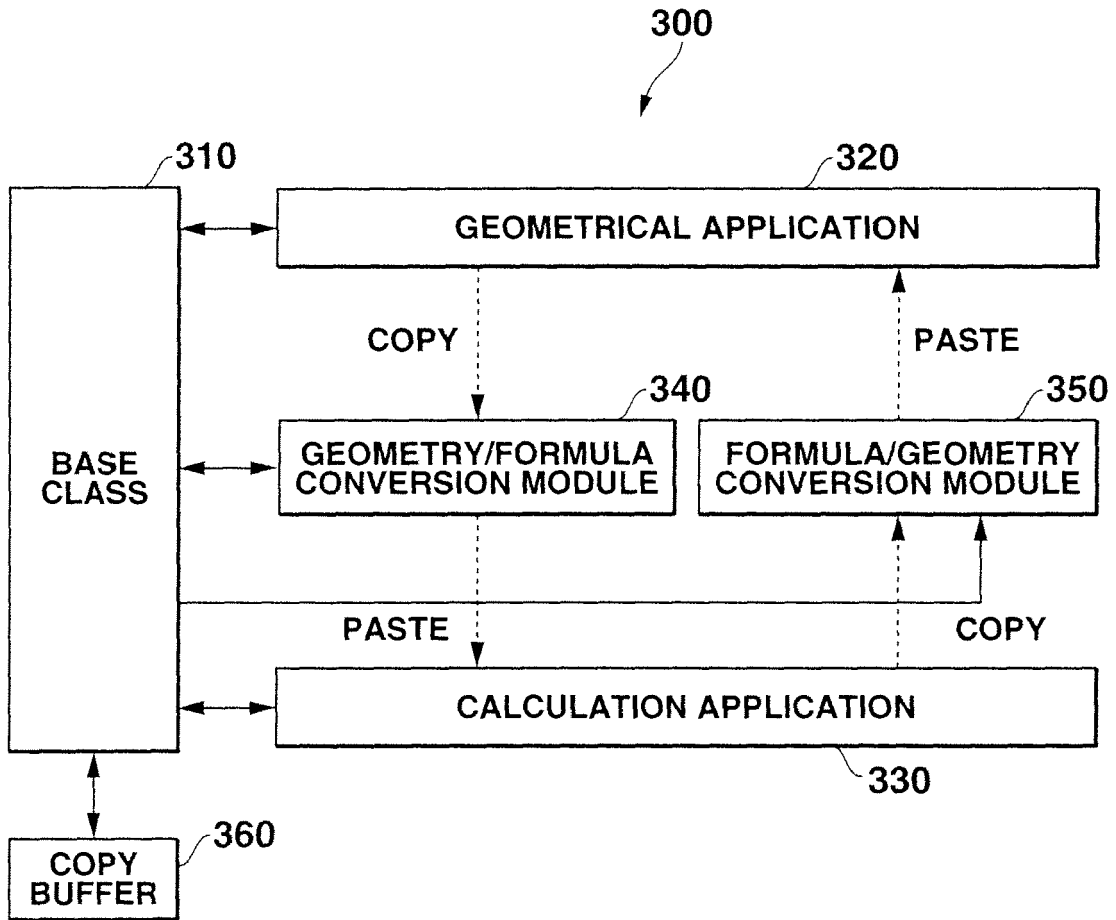 300
310
320
GEOMETRICAL APPLICATION
COPY
PASTE
340
350
BASE
CLASS
GEOMETRY/FORMULA
CONVERSION MODULE
FORMULA/GEOMETRY
CONVERSION MODULE
PASTE
COPY
CALCULATION APPLICATION
330
360
COPY
BUFFER